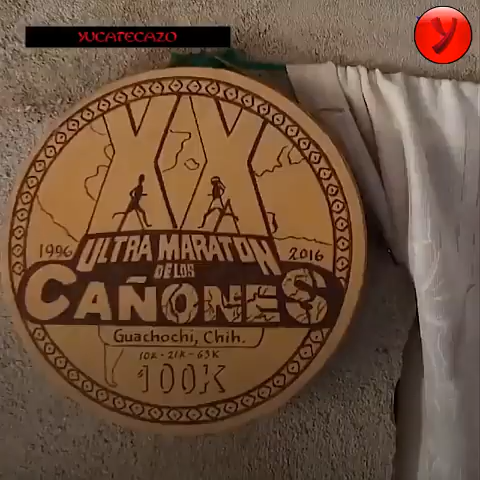 YUCATECAZO
y
XX
1996
2016
ULTRA MARATON
DE LOS
CAÑONES
Guachochi, Chih.
10K - 21K - 63K
100K